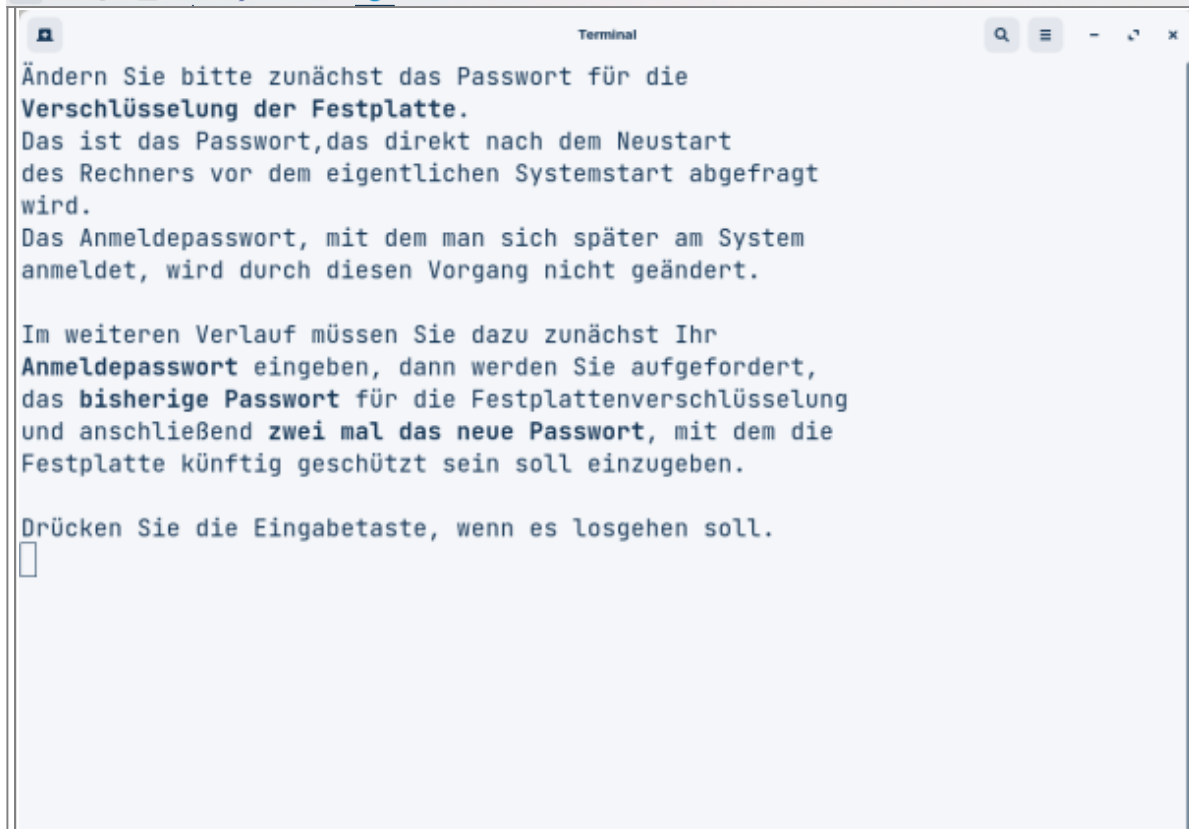 Terminal
Ändern Sie bitte zunächst das Passwort für die
Verschlüsselung der Festplatte.
Das ist das Passwort,das direkt nach dem Neustart
des Rechners vor dem eigentlichen Systemstart abgefragt
wird.
Das Anmeldepasswort, mit dem man sich später am System
anmeldet, wird durch diesen Vorgang nicht geändert.
Im weiteren Verlauf müssen Sie dazu zunächst Ihr
Anmeldepasswort eingeben, dann werden Sie aufgefordert,
das bisherige Passwort für die Festplattenverschlüsselung
und anschließend zwei mal das neue Passwort, mit dem die
Festplatte künftig geschützt sein soll einzugeben.
Drücken Sie die Eingabetaste, wenn es losgehen soll.